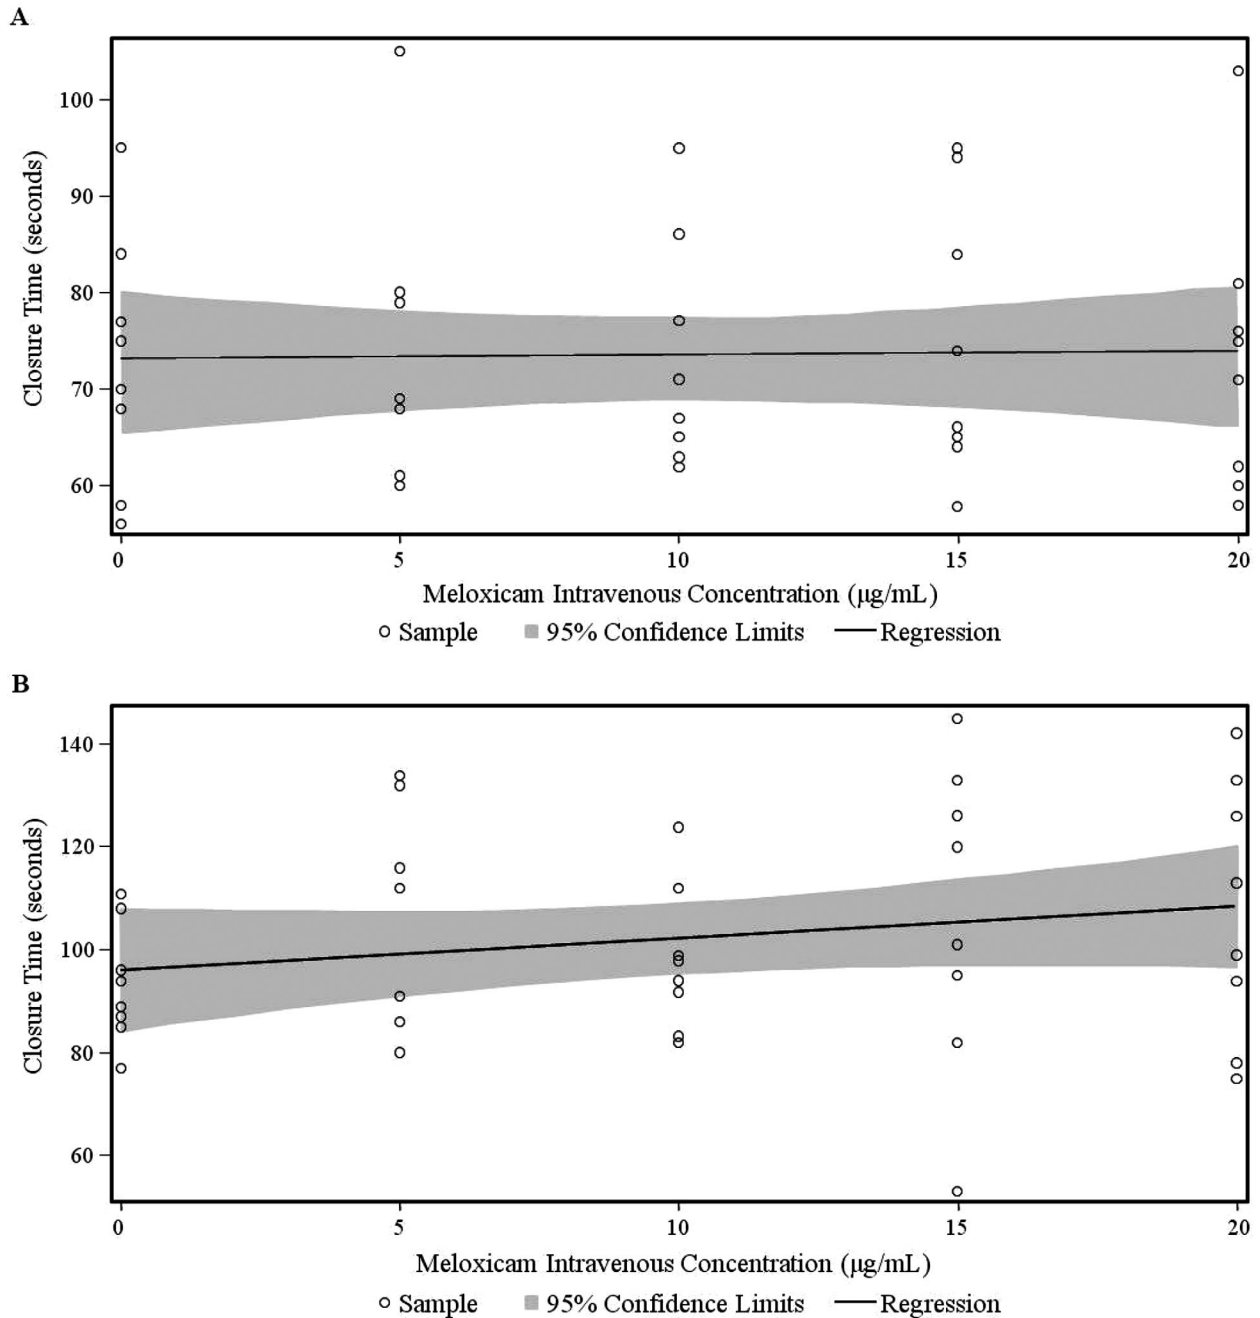 A
Closure Time (seconds)
100
90
80
70
60
0 5 10 15 20
Meloxicam Intravenous Concentration (μg/mL)
Sample 95% Confidence Limits Regression
B
Closure Time (seconds)
140
120
100
80
60
0 5 10 15 20
Meloxicam Intravenous Concentration (μg/mL)
Sample 95% Confidence Limits Regression